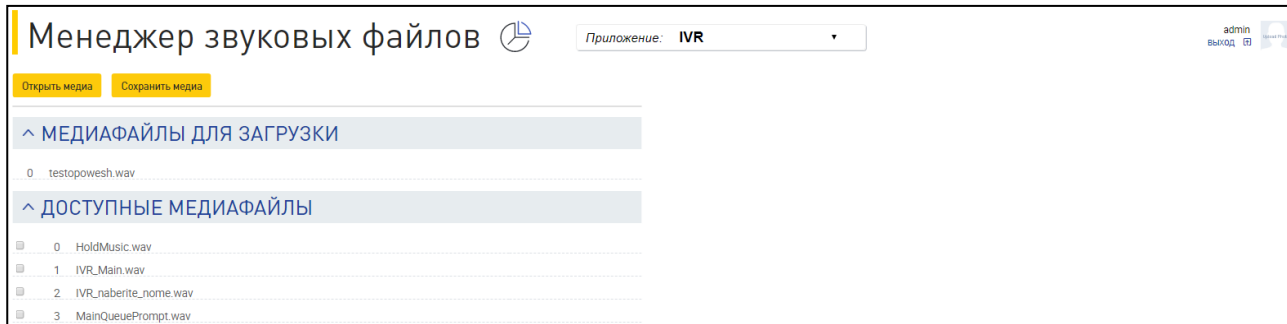 Менеджер звуковых файлов
Приложение: IVR
admin
выход
Открыть медиа Сохранить медиа
МЕДИАФАЙЛЫ ДЛЯ ЗАГРУЗКИ
0 testopowesh.wav
ДОСТУПНЫЕ МЕДИАФАЙЛЫ
0 HoldMusic.wav
1 IVR_Main.wav
2 IVR_naberite_nome.wav
3 MainQueuePrompt.wav